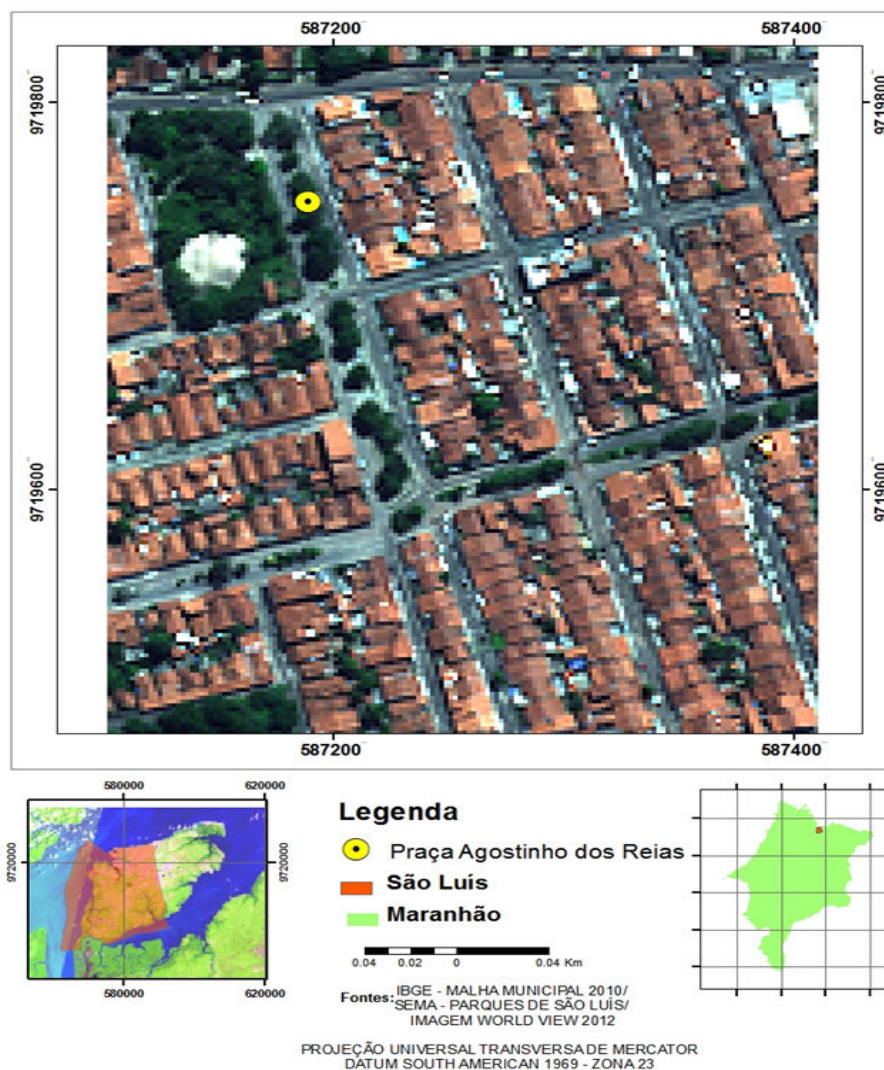 587200
587400
9719800
9719800
9719600
9719600
587200
587400
580000
620000
9720000
9720000
580000
620000
Legenda
Praça Agostinho dos Reias
São Luís
Maranhão
0.04 0.02 0 0.04 Km
Fontes: IBGE - MALHA MUNICIPAL 2010/
SEMA - PARQUES DE SÃO LUÍS/
IMAGEM WORLD VIEW 2012
PROJEÇÃO UNIVERSAL TRANSVERSA DE MERCATOR
DATUM SOUTH AMERICAN 1969 - ZONA 23